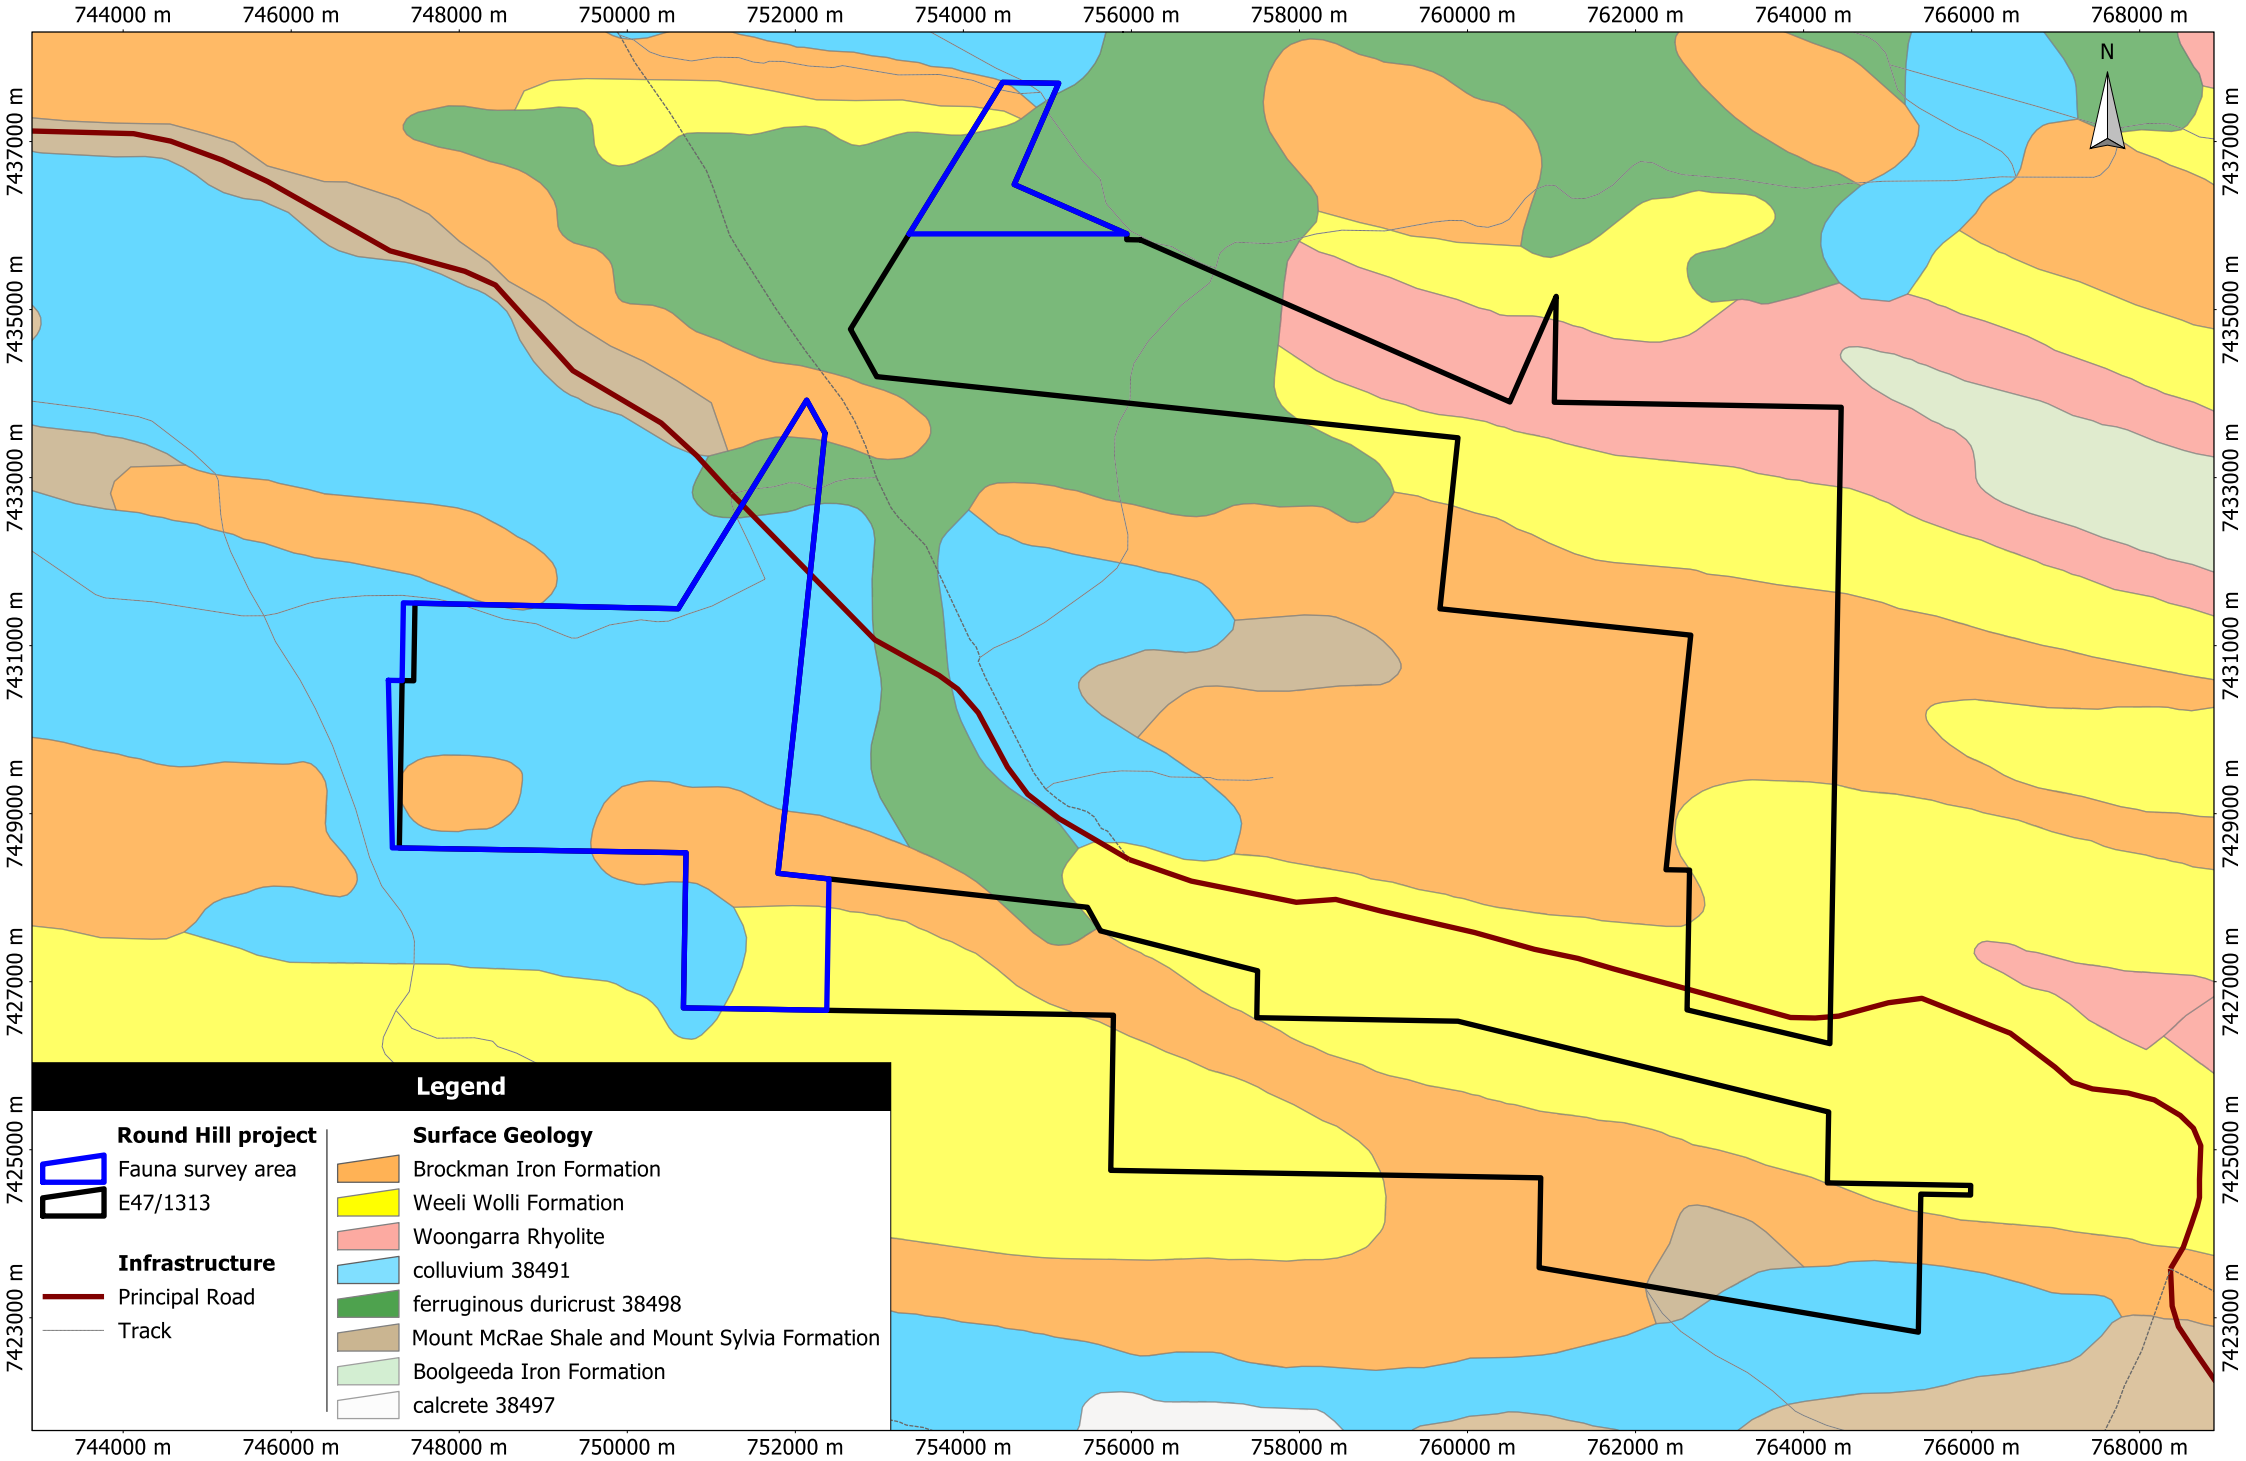 744000 m 746000 m 748000 m 750000 m 752000 m 754000 m 756000 m 758000 m 760000 m 762000 m 764000 m 766000 m 768000 m
N
7437000 m 7437000 m
7435000 m 7435000 m
7433000 m 7433000 m
7431000 m 7431000 m
7429000 m 7429000 m
7427000 m 7427000 m
7425000 m 7425000 m
7423000 m 7423000 m
Legend
Round Hill project
Fauna survey area
E47/1313
Infrastructure
Principal Road
Track
Surface Geology
Brockman Iron Formation
Weeli Wolli Formation
Woongarra Rhyolite
colluvium 38491
ferruginous duricrust 38498
Mount McRae Shale and Mount Sylvia Formation
Boolgeeda Iron Formation
calcrete 38497
744000 m 746000 m 748000 m 750000 m 752000 m 754000 m 756000 m 758000 m 760000 m 762000 m 764000 m 766000 m 768000 m